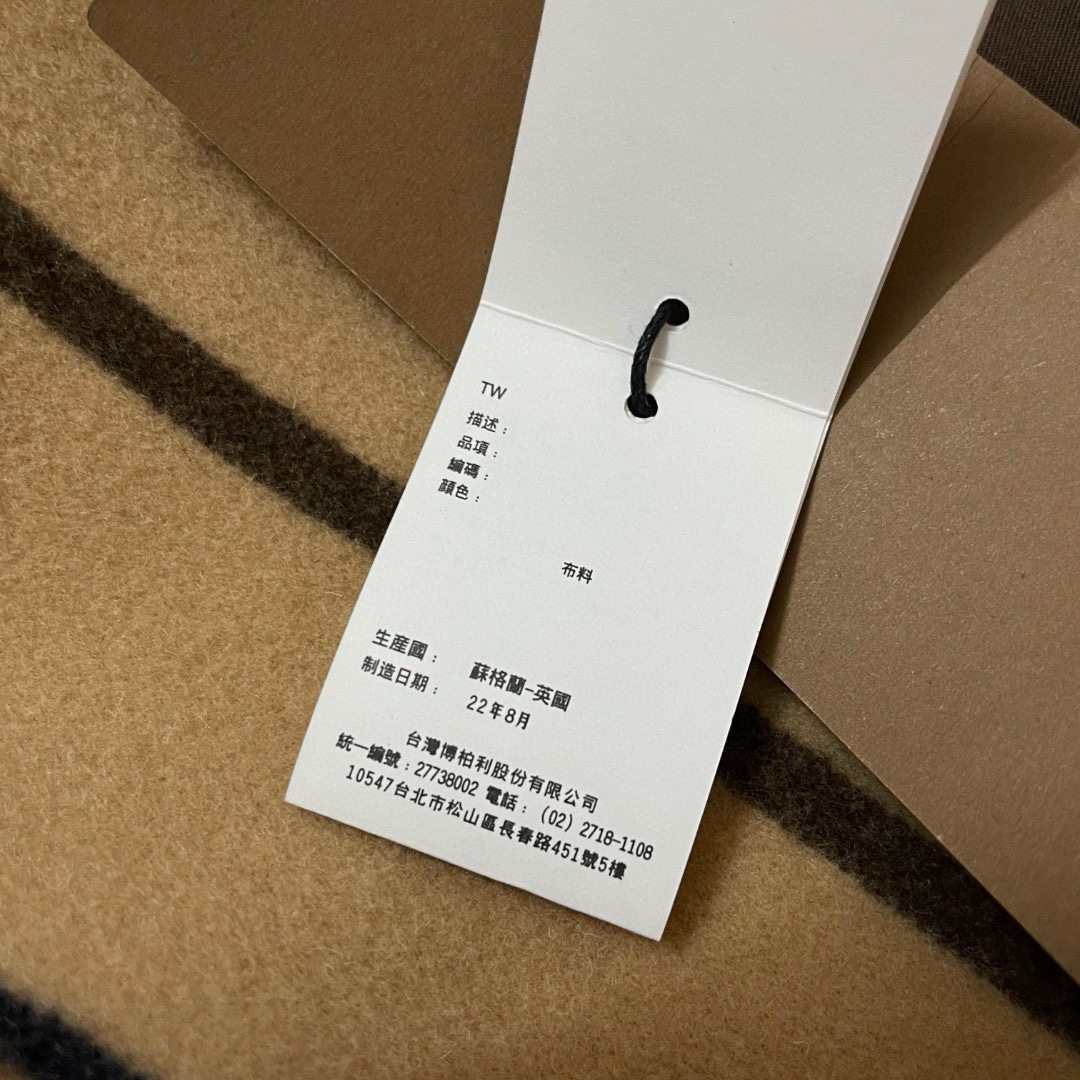 TW
描述：
品項：
編碼：
顔色：
布料
生産國： 蘇格蘭-英國
制造日期： 22年8月
台灣博柏利股份有限公司
統一編號：27738002 電話：(02) 2718-1108
10547台北市松山區長春路451號5樓